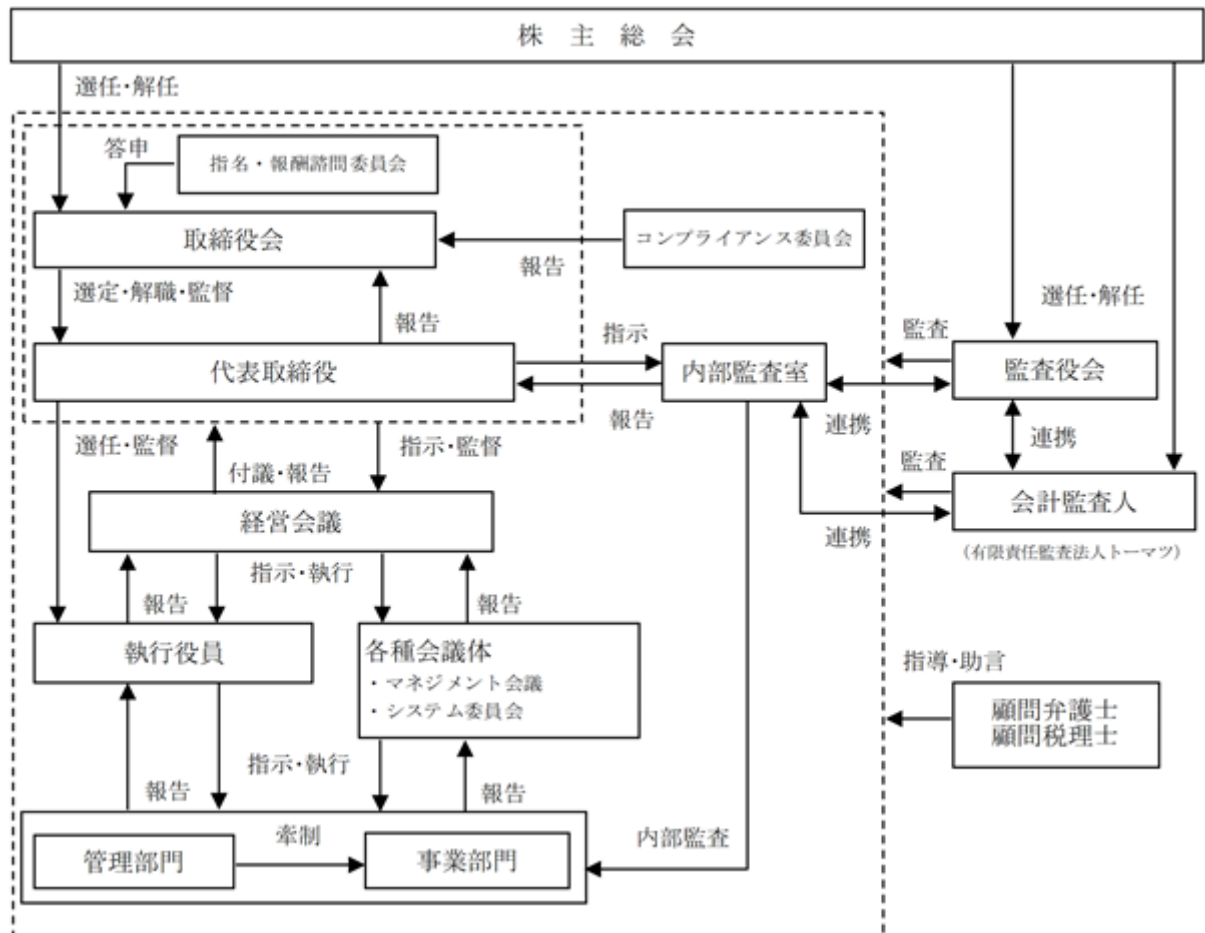 株主総会
選任・解任
答申
指名・報酬諮問委員会
取締役会
コンプライアンス委員会
報告
選定・解職・監督
報告
選任・解任
指示
監査
代表取締役
内部監査室
監査役会
報告
連携
選任・監督
指示・監督
連携
付議・報告
監査
経営会議
会計監査人
連携
(有限責任監査法人トーマツ)
指示・執行
報告
報告
執行役員
各種会議体
・マネジメント会議
・システム委員会
指導・助言
顧問弁護士
顧問税理士
指示・執行
報告
報告
牽制
内部監査
管理部門
事業部門